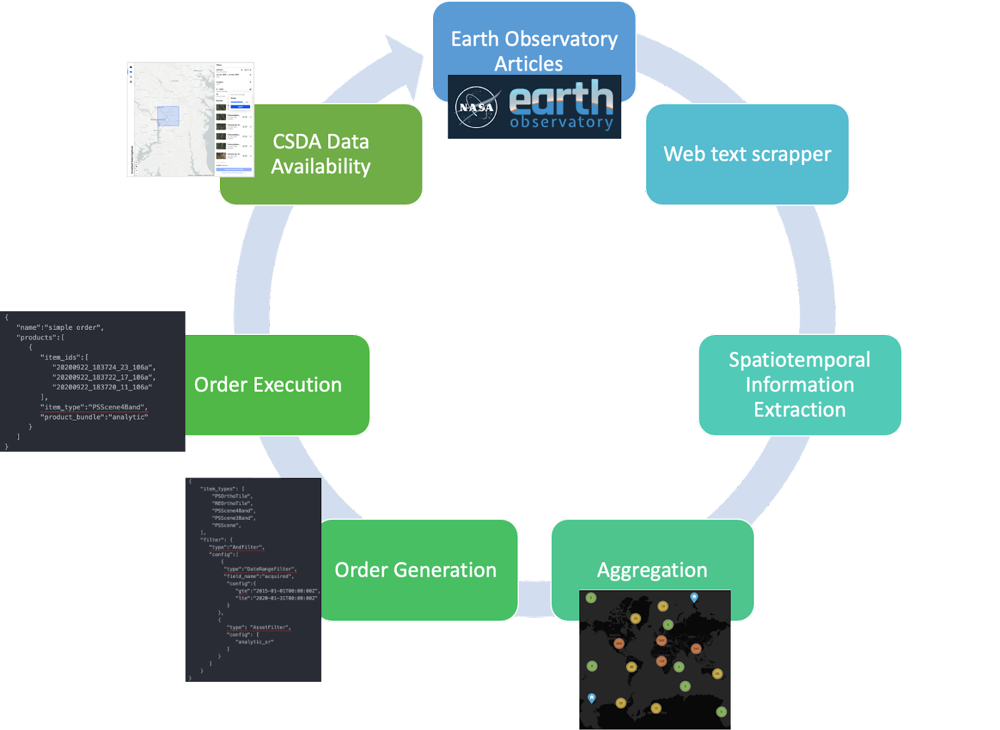 Earth Observatory
Articles
NASA
earth
observatory
Web text scrapper
Spatiotemporal
Information
Extraction
Aggregation
Order Generation
{
"item_types": [
"PSOrthoTile",
"REOrthoTile",
"PSScene4Band",
"PSScene3Band",
"PSScene",
],
"filter": {
"type":"AndFilter",
"config":[
{
"type":"DateRangeFilter",
"field_name":"acquired",
"config":{
"gte":"2015-01-01T00:00:00Z",
"lte":"2020-01-31T00:00:00Z"
}
},
{
"type": "AssetFilter",
"config": [
"analytic_sr"
]
}
]
}
}
Order Execution
{
"name":"simple order",
"products":[
{
"item_ids":[
"20200922_183724_23_106a",
"20200922_183722_17_106a",
"20200922_183720_11_106a"
],
"item_type":"PSScene4Band",
"product_bundle":"analytic"
}
]
}
CSDA Data
Availability